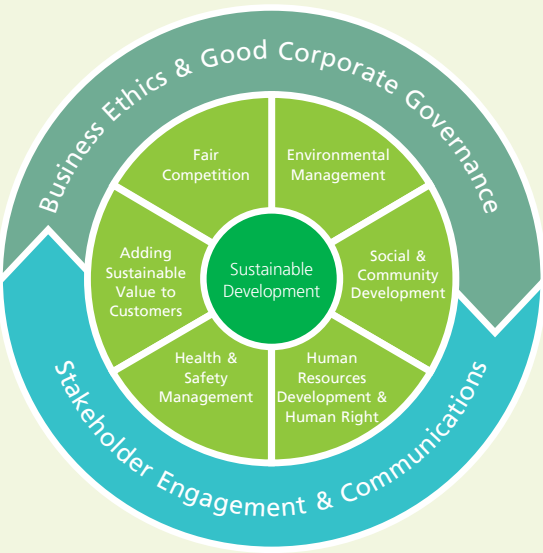 Business Ethics & Good Corporate Governance
Fair
Competition
Environmental
Management
Adding
Sustainable
Value to
Customers
Sustainable
Development
Social &
Community
Development
Health &
Safety
Management
Human
Resources
Development &
Human Right
Stakeholder Engagement & Communications